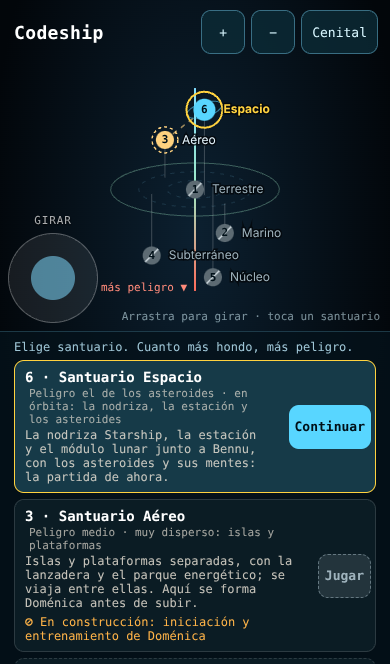 Codeship
+
−
Cenital
6
Espacio
3
Aéreo
1
Terrestre
GIRAR
2
Marino
4
Subterráneo
5
Núcleo
más peligro ▼
Arrastra para girar · toca un santuario
Elige santuario. Cuanto más hondo, más peligro.
6 · Santuario Espacio
Peligro el de los asteroides · en
órbita: la nodriza, la estación y
los asteroides
La nodriza Starship, la estación
y el módulo lunar junto a Bennu,
con los asteroides y sus mentes:
la partida de ahora.
Continuar
3 · Santuario Aéreo
Peligro medio · muy disperso: islas y
plataformas
Islas y plataformas separadas, con la
lanzadera y el parque energético; se
viaja entre ellas. Aquí se forma
Doménica antes de subir.
Jugar
⊘ En construcción: iniciación y
entrenamiento de Doménica